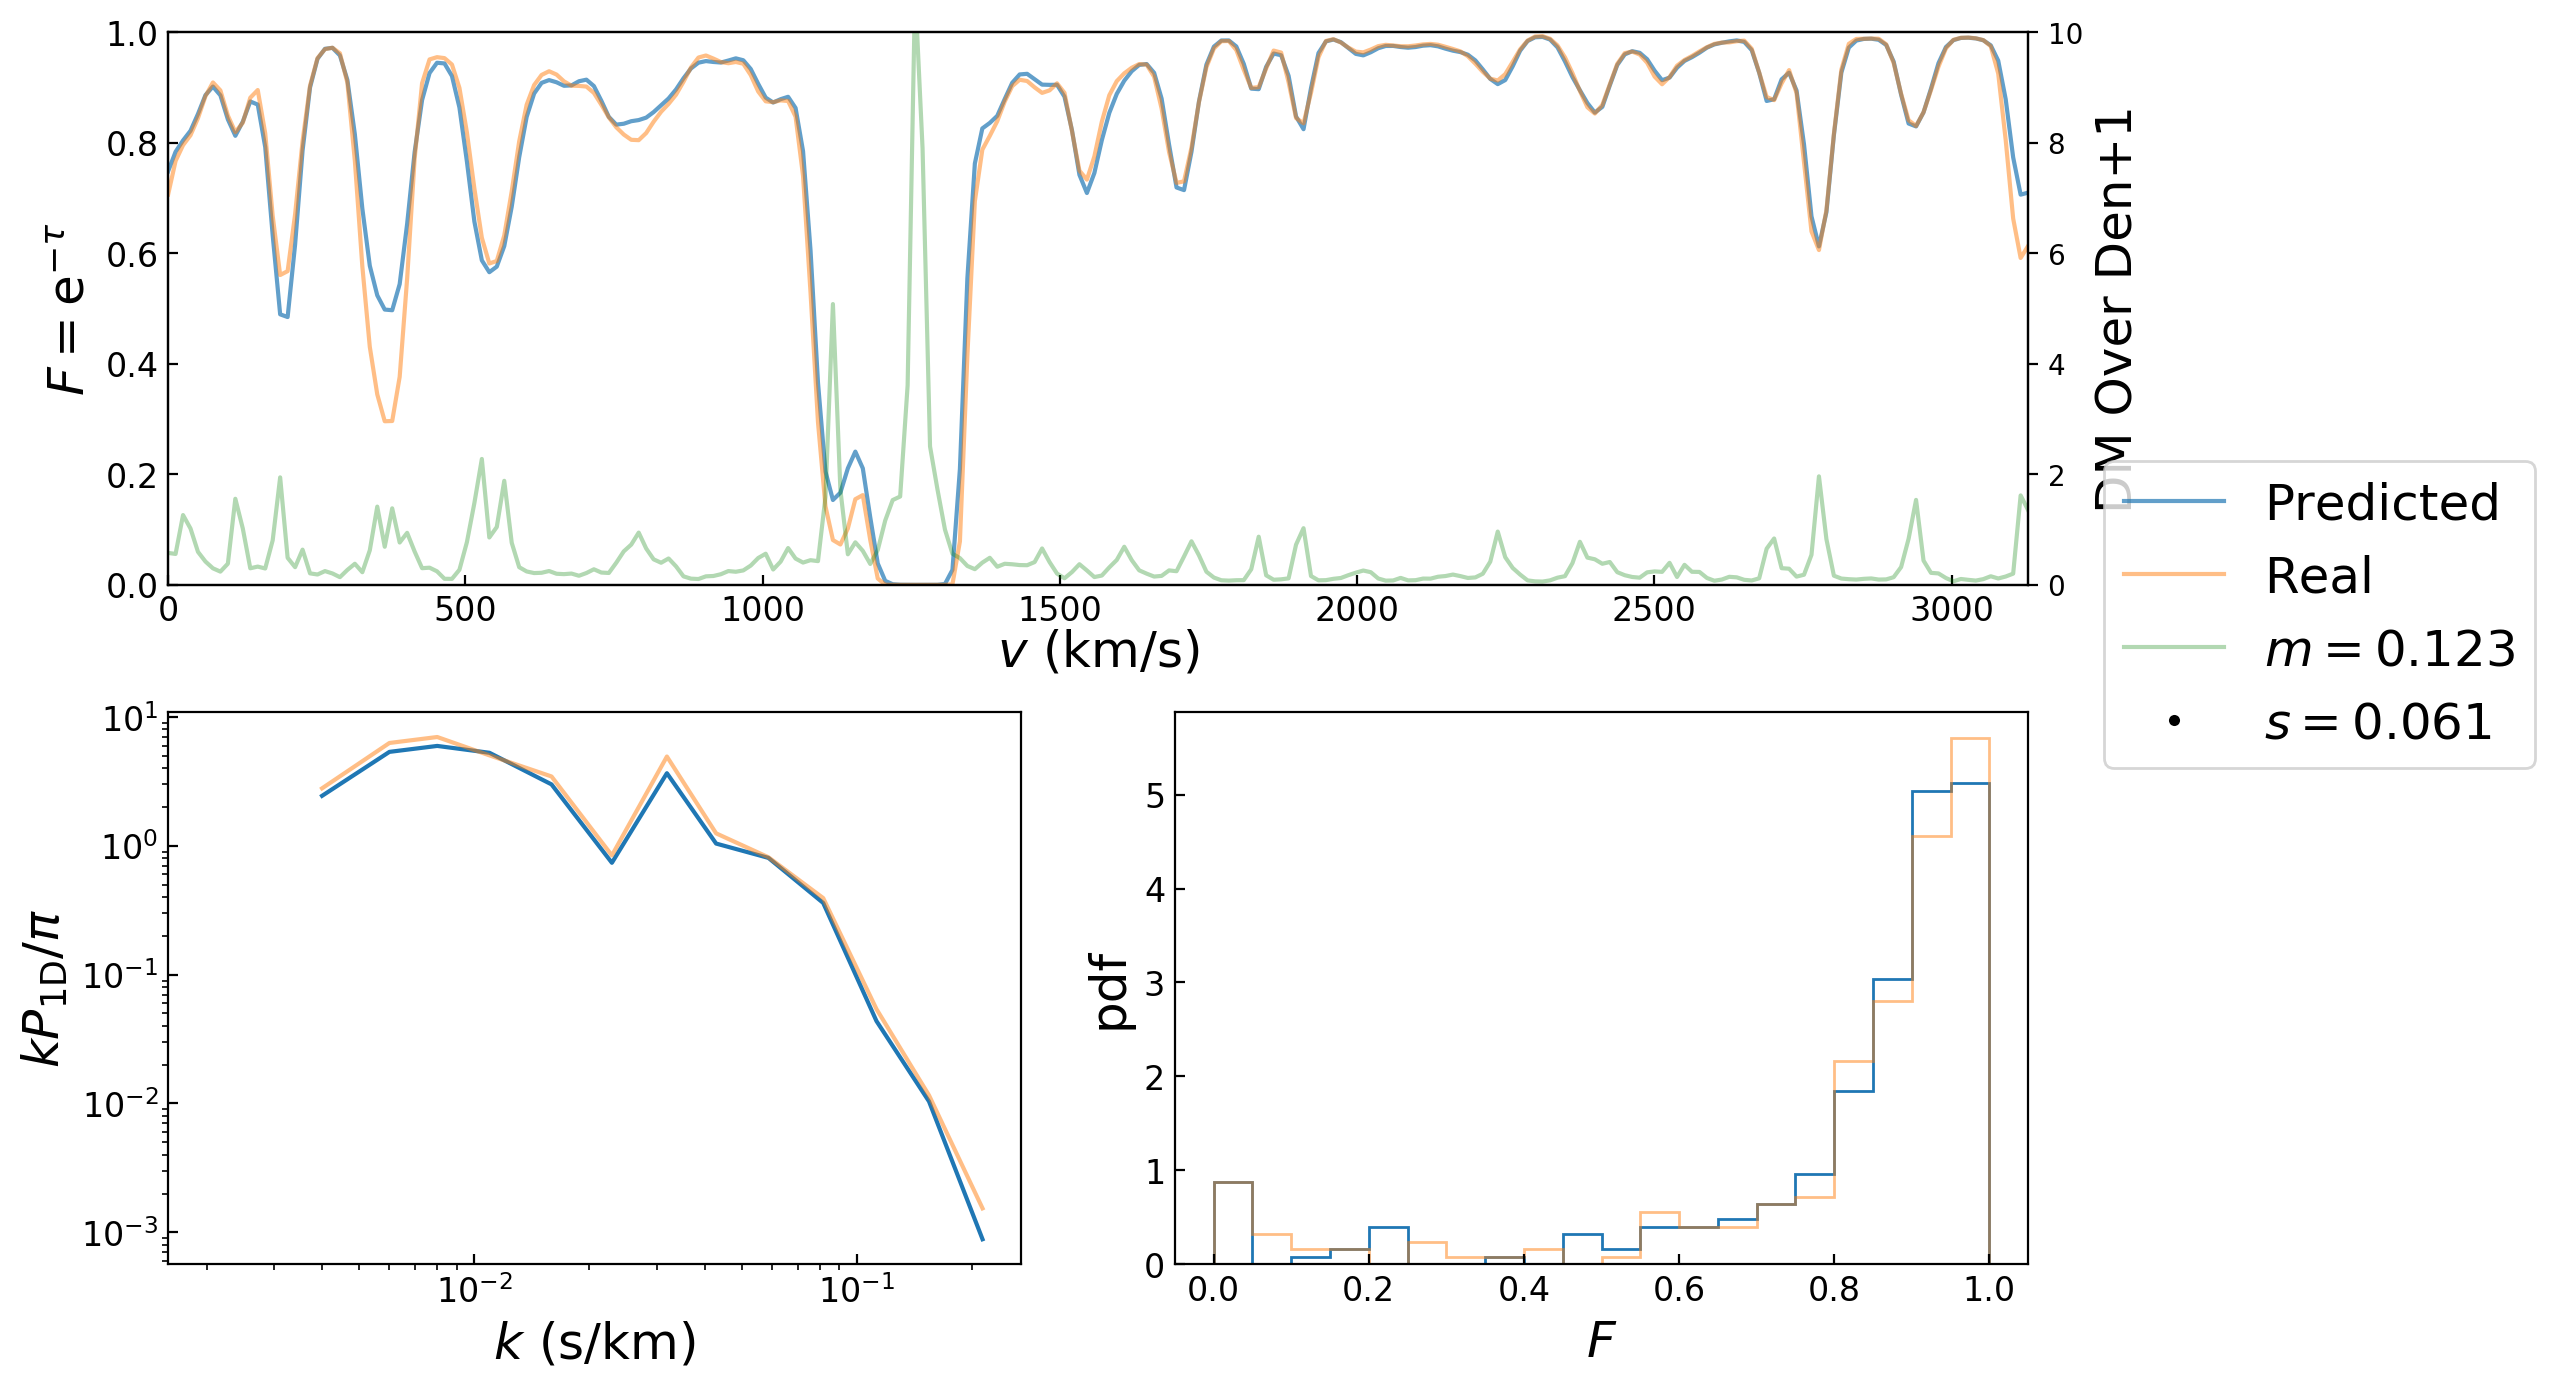 1.0
0.8
0.6
0.4
0.2
0.0
F = e^{−τ}
10
8
6
4
2
0
DM Over Den+1
0 500 1000 1500 2000 2500 3000
v (km/s)
Predicted
Real
m = 0.123
s = 0.061
10^1
10^0
10^{−1}
10^{−2}
10^{−3}
kP_{1D}/π
10^{−2} 10^{−1}
k (s/km)
5
4
3
2
1
0
pdf
0.0 0.2 0.4 0.6 0.8 1.0
F